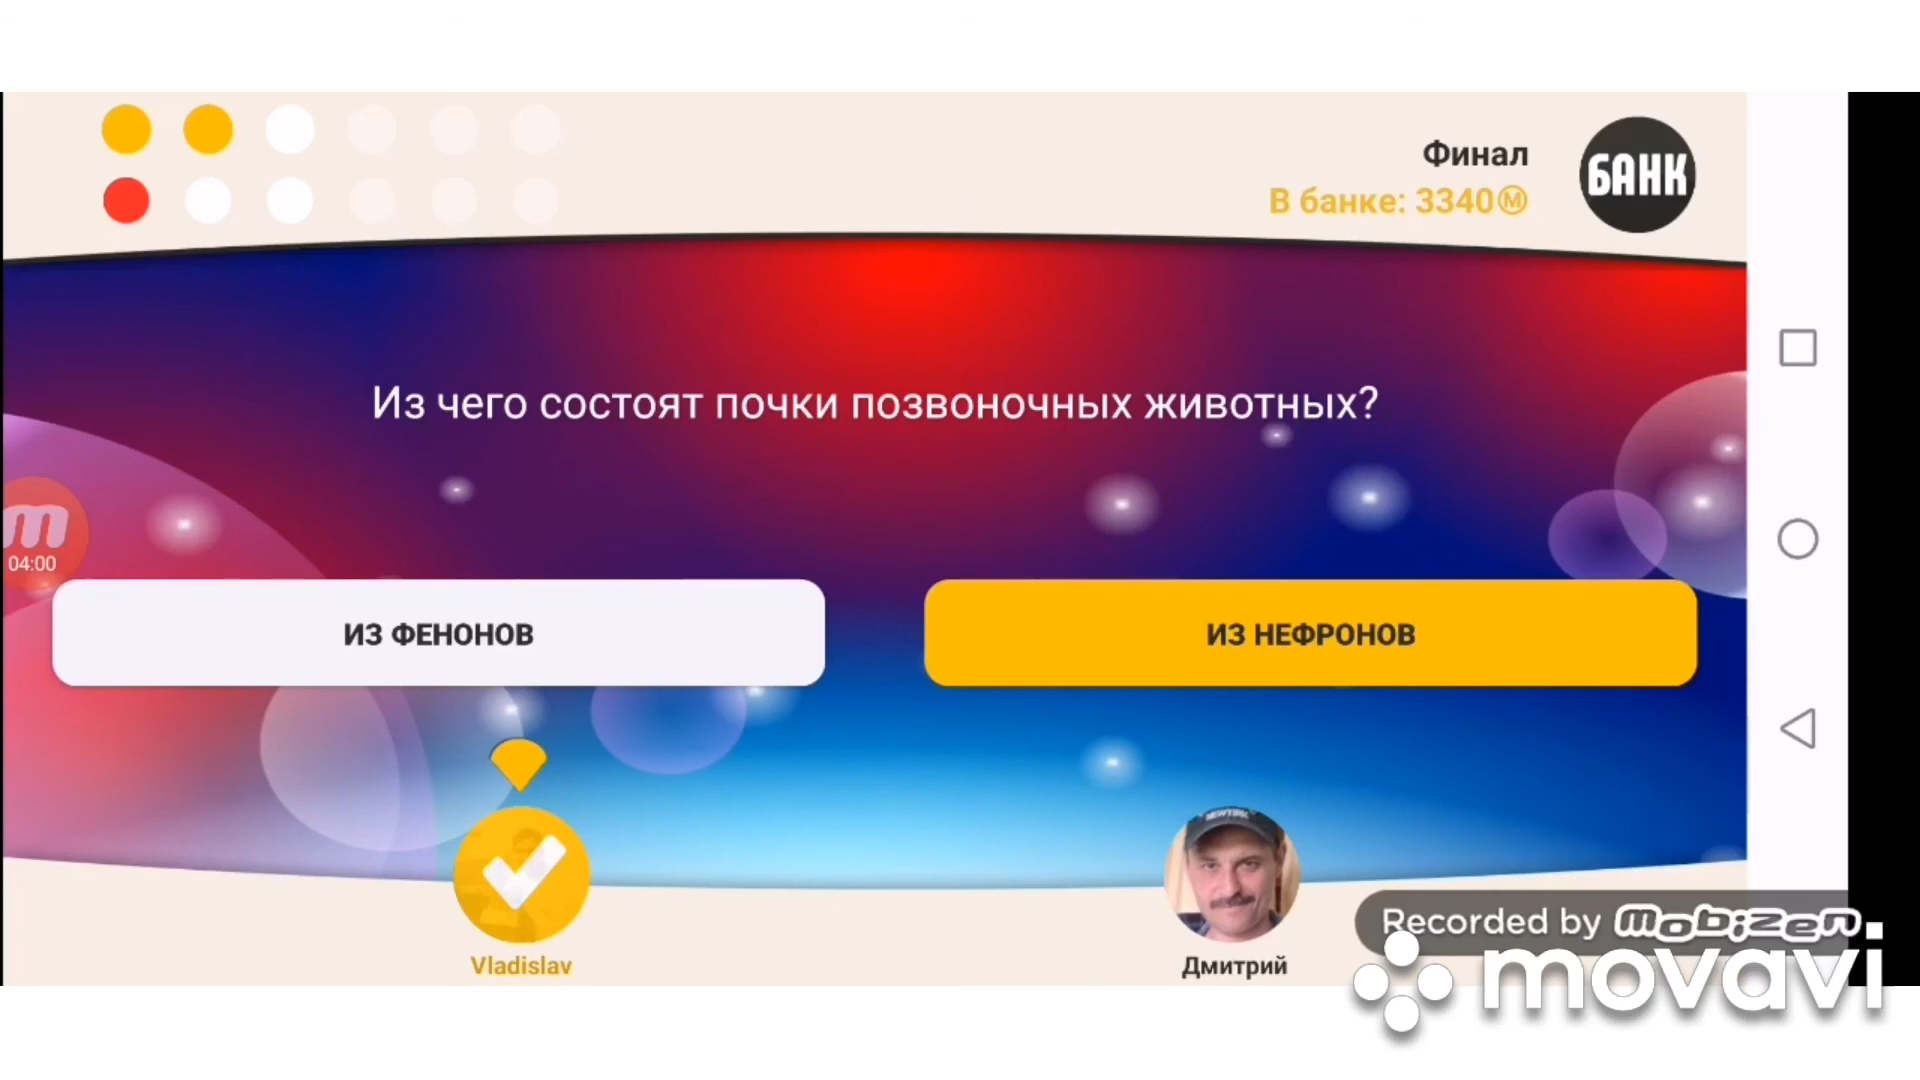 Финал
В банке: 3340Ⓜ
БАНК
Из чего состоят почки позвоночных животных?
m
04:00
ИЗ ФЕНОНОВ
ИЗ НЕФРОНОВ
Vladislav
Дмитрий
Recorded by mobizen
movavi